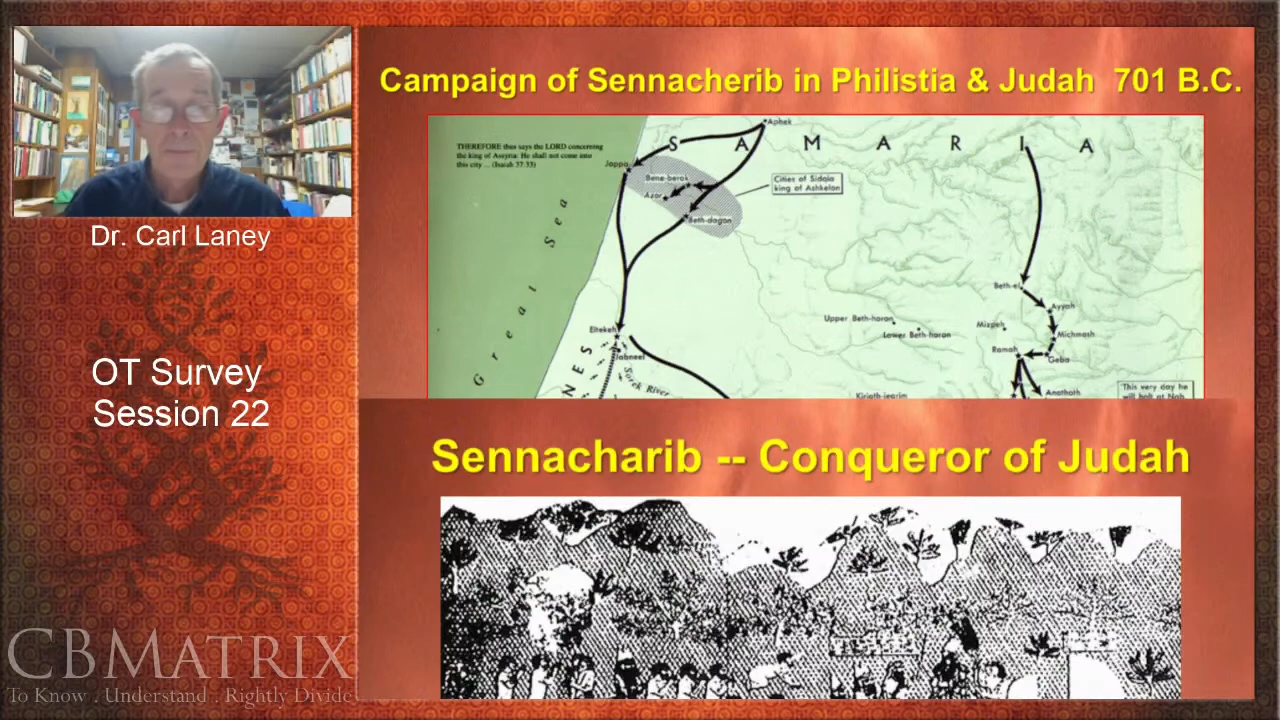 Dr. Carl Laney
OT Survey
Session 22
CBMATRIX
To Know . Understand . Rightly Divide
Campaign of Sennacherib in Philistia & Judah 701 B.C.
THEREFORE thus says the LORD concerning
the king of Assyria: He shall not come into
this city ... (Isaiah 37:33)
Aphek
SAMARIA
Joppa
Bene-berak
Azor
Beth-dagon
Cities of Sidqia
king of Ashkelon
Great Sea
Beth-el
Ayyah
Upper Beth-horon
Lower Beth-horon
Mizpeh
Michmash
Ramah
Geba
Eltekeh
Jabneel
Sorek River
NES
Kiriath-jearim
Anathoth
This very day he
will halt at Nob
Sennacharib -- Conqueror of Judah